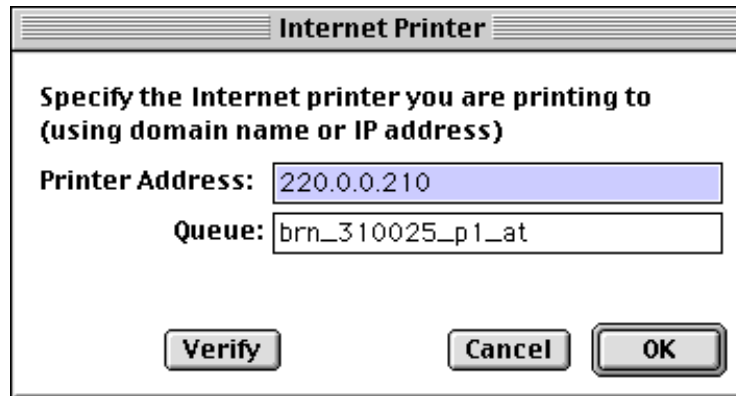 Internet Printer
Specify the Internet printer you are printing to
(using domain name or IP address)
Printer Address: 220.0.0.210
Queue: brn_310025_p1_at
Verify Cancel OK